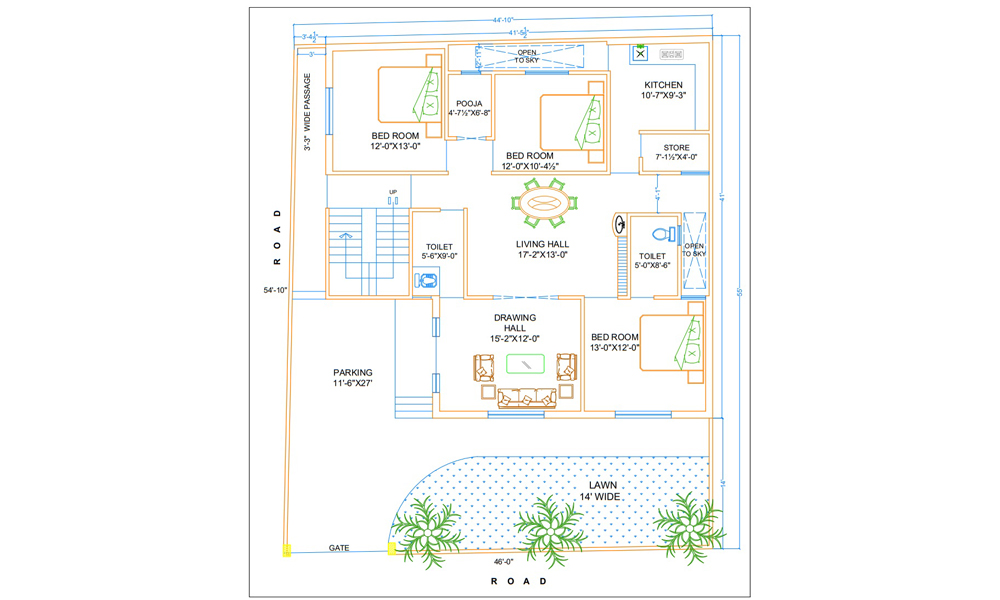 44'-10"
3'-4½"
41'-5½"
3'
2'-11"
OPEN
TO SKY
KITCHEN
10'-7"X9'-3"
3'-3" WIDE PASSAGE
POOJA
4'-7½"X6'-8"
BED ROOM
12'-0"X13'-0"
BED ROOM
12'-0"X10'-4½"
STORE
7'-1½"X4'-0"
UP
4'-1"
41'
ROAD
TOILET
5'-6"X9'-0"
LIVING HALL
17'-2"X13'-0"
TOILET
5'-0"X8'-6"
OPEN
TO SKY
54'-10"
55'
DRAWING
HALL
15'-2"X12'-0"
BED ROOM
13'-0"X12'-0"
PARKING
11'-6"X27'
LAWN
14' WIDE
14'
GATE
46'-0"
ROAD